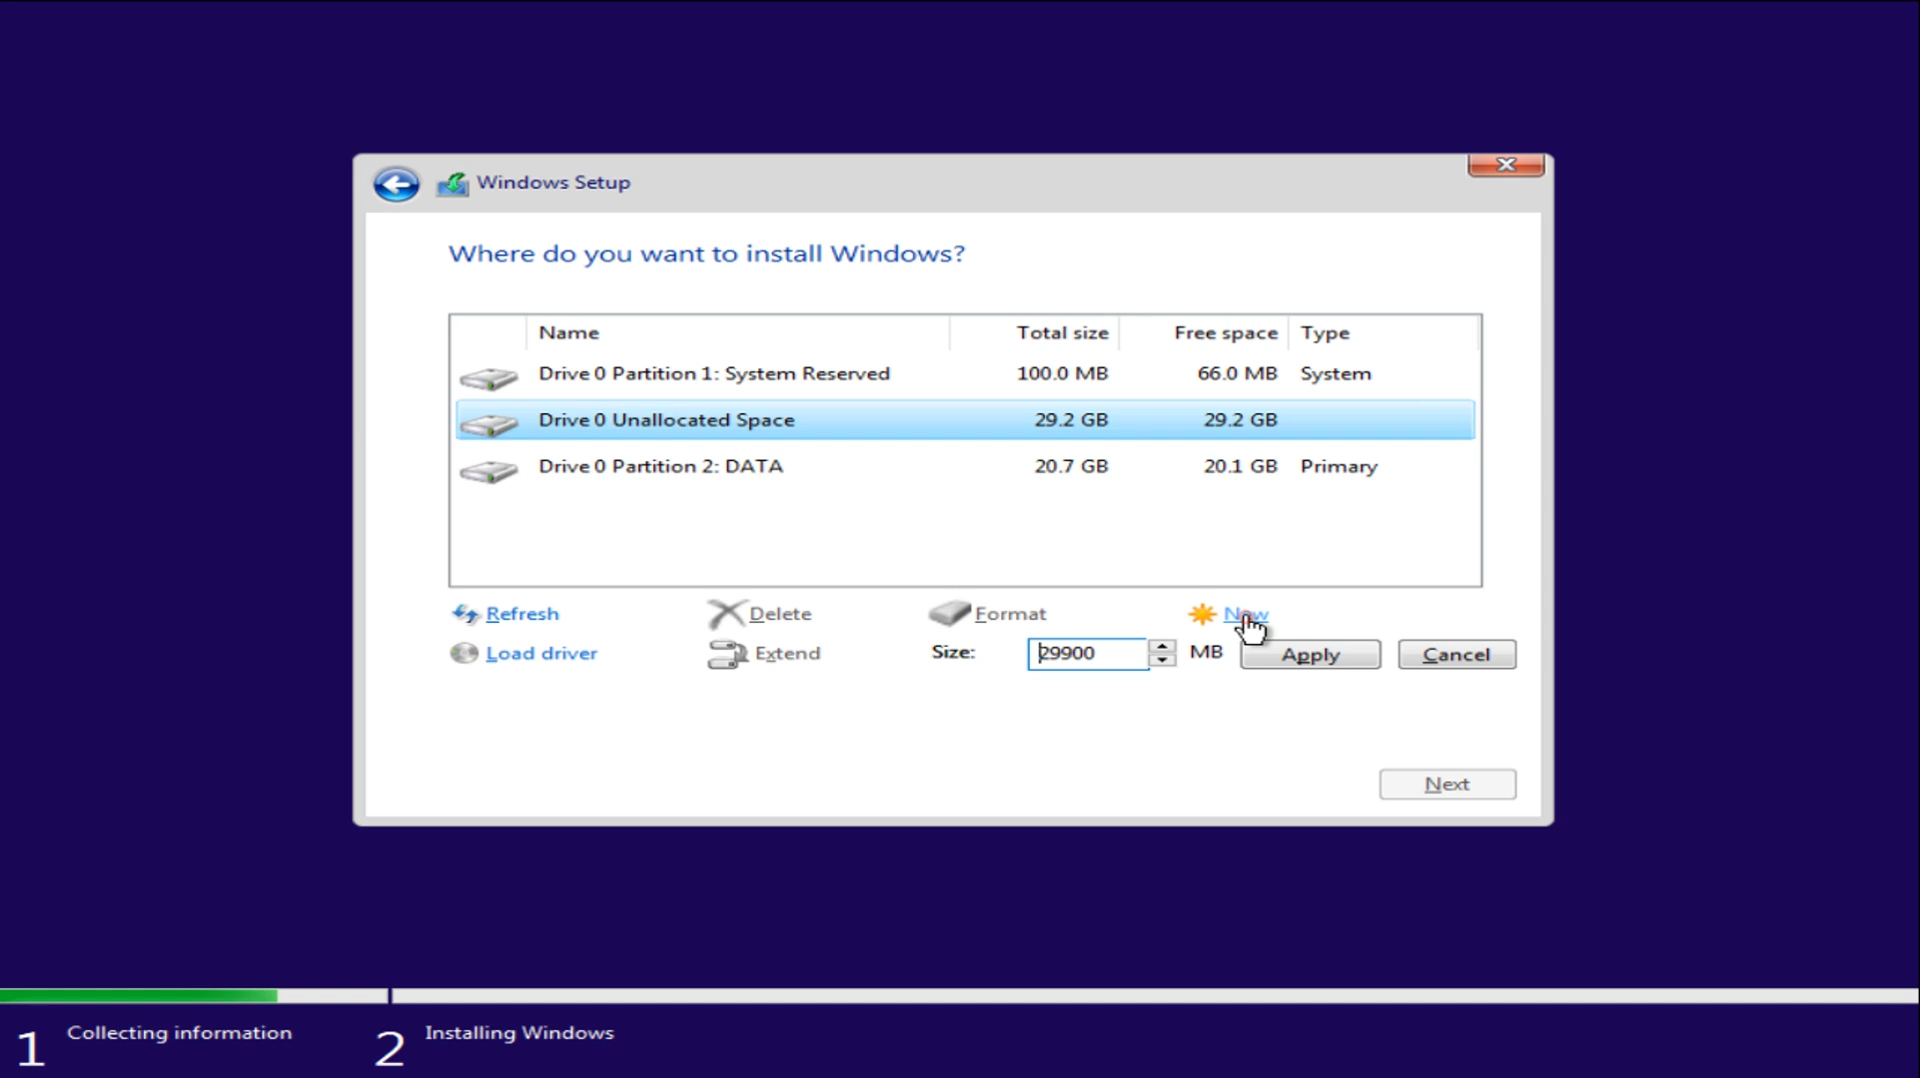 Windows Setup
Where do you want to install Windows?
Name Total size Free space Type
Drive 0 Partition 1: System Reserved 100.0 MB 66.0 MB System
Drive 0 Unallocated Space 29.2 GB 29.2 GB
Drive 0 Partition 2: DATA 20.7 GB 20.1 GB Primary
Refresh Delete Format New
Load driver Extend Size: 29900 MB Apply Cancel
Next
1 Collecting information 2 Installing Windows